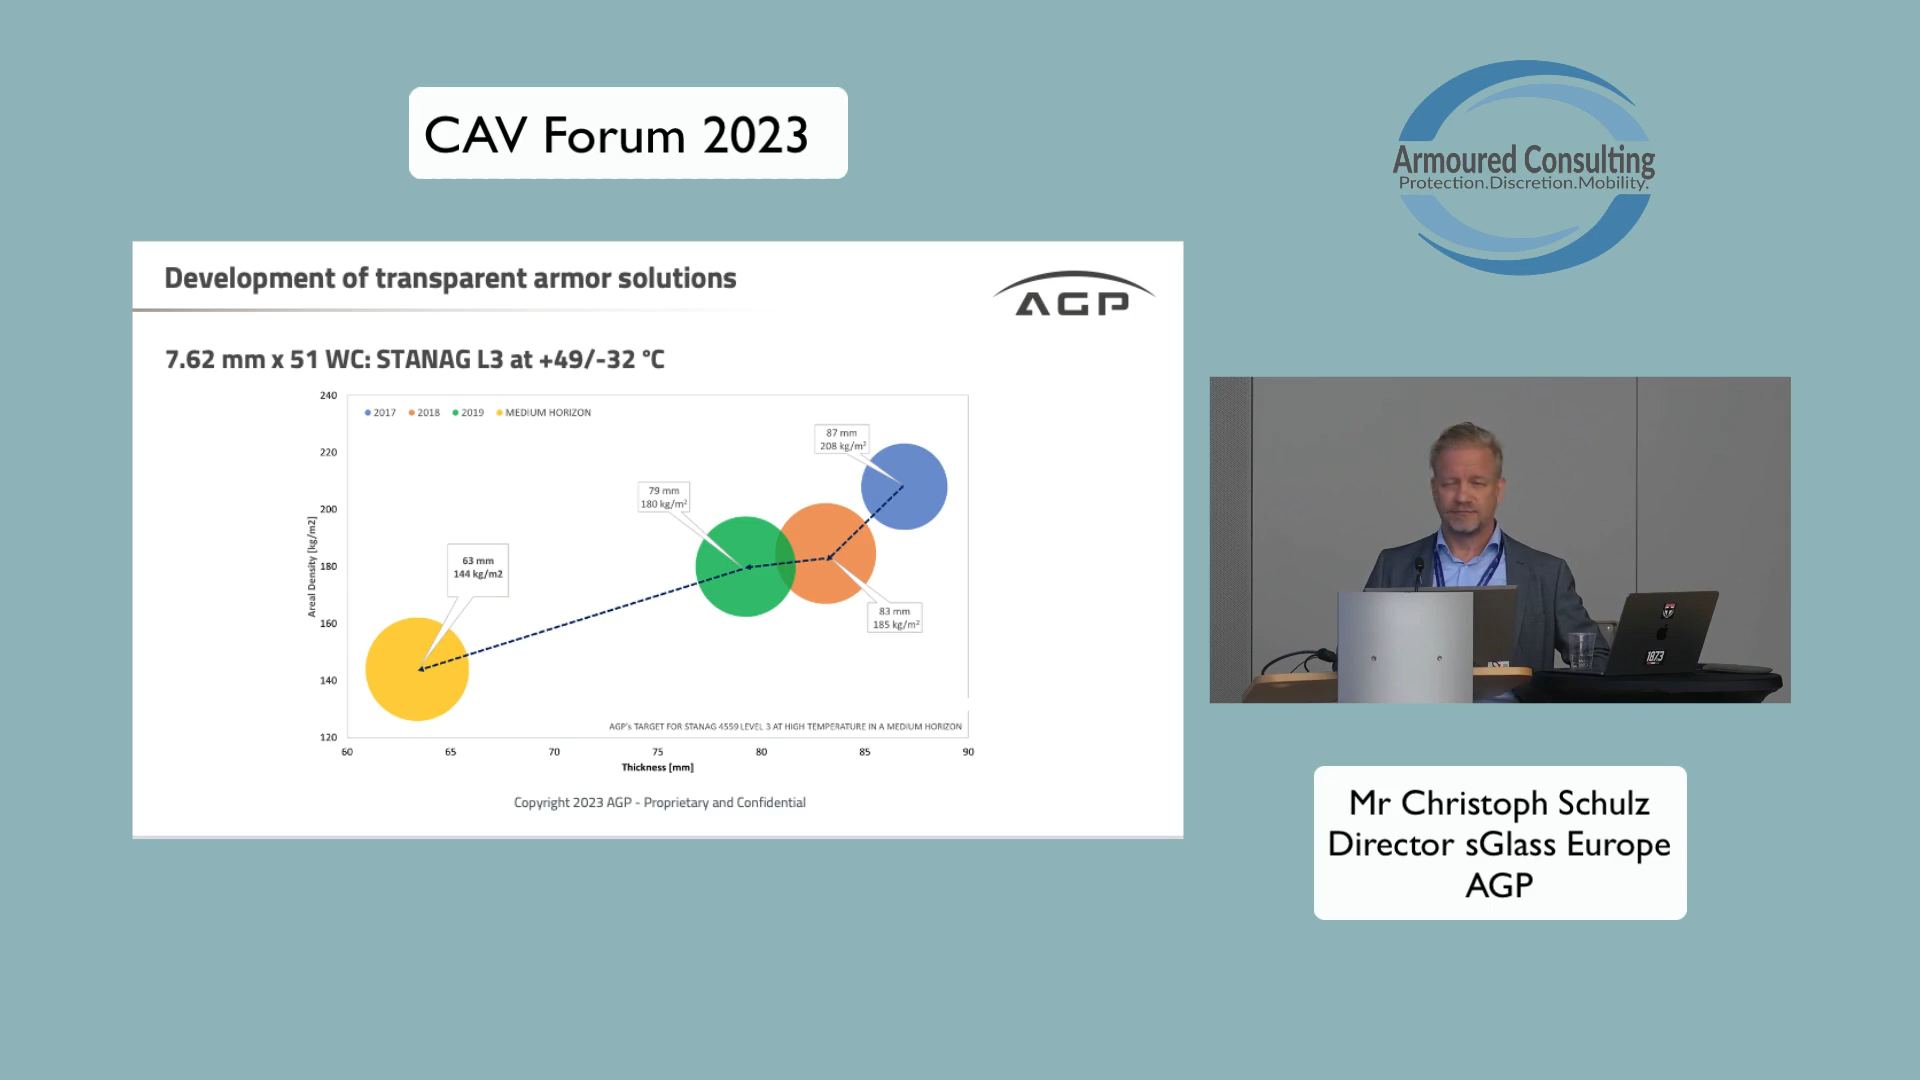 CAV Forum 2023
Armoured Consulting
Protection.Discretion.Mobility.
Development of transparent armor solutions
AGP
7.62 mm x 51 WC: STANAG L3 at +49/-32 °C
240
220
200
180
160
140
120
Areal Density [kg/m2]
2017 2018 2019 MEDIUM HORIZON
87 mm
208 kg/m²
79 mm
180 kg/m²
63 mm
144 kg/m2
83 mm
185 kg/m²
AGP's TARGET FOR STANAG 4559 LEVEL 3 AT HIGH TEMPERATURE IN A MEDIUM HORIZON
60 65 70 75 80 85 90
Thickness [mm]
Copyright 2023 AGP - Proprietary and Confidential
1873
Mr Christoph Schulz
Director sGlass Europe
AGP